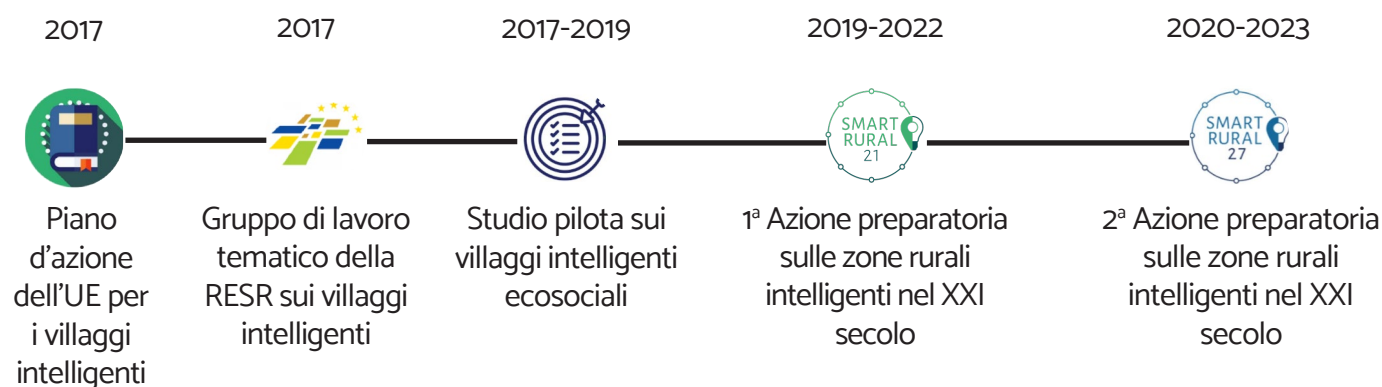 2017
2017
2017-2019
2019-2022
2020-2023
SMART
RURAL
21
SMART
RURAL
27
Piano
d'azione
dell'UE per
i villaggi
intelligenti
Gruppo di lavoro
tematico della
RESR sui villaggi
intelligenti
Studio pilota sui
villaggi intelligenti
ecosociali
1ª Azione preparatoria
sulle zone rurali
intelligenti nel XXI
secolo
2ª Azione preparatoria
sulle zone rurali
intelligenti nel XXI
secolo